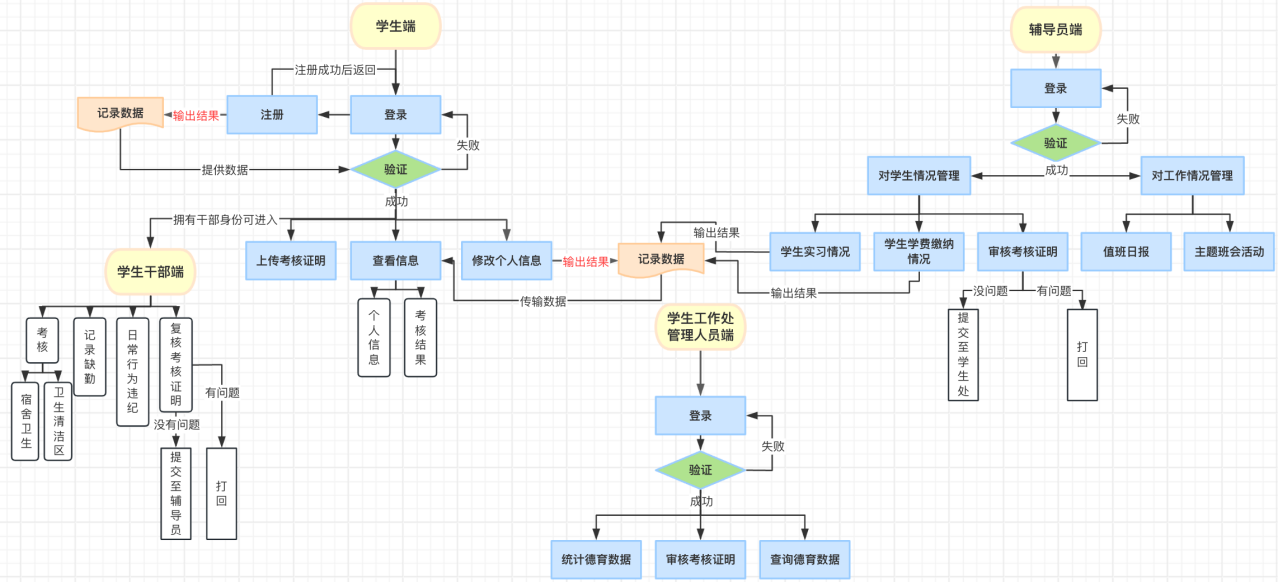 学生端
注册成功后返回
记录数据
输出结果
注册
登录
失败
提供数据
验证
成功
拥有干部身份可进入
学生干部端
上传考核证明
查看信息
修改个人信息
输出结果
记录数据
输出结果
输出结果
传输数据
个人信息
考核结果
考核
记录缺勤
日常行为违纪
复核考核证明
宿舍卫生
卫生清洁区
有问题
没有问题
提交至辅导员
打回
辅导员端
登录
失败
验证
成功
对学生情况管理
对工作情况管理
学生实习情况
学生学费缴纳
情况
审核考核证明
值班日报
主题班会活动
没问题
有问题
提交至学生处
打回
学生工作处
管理人员端
登录
失败
验证
成功
统计德育数据
审核考核证明
查询德育数据